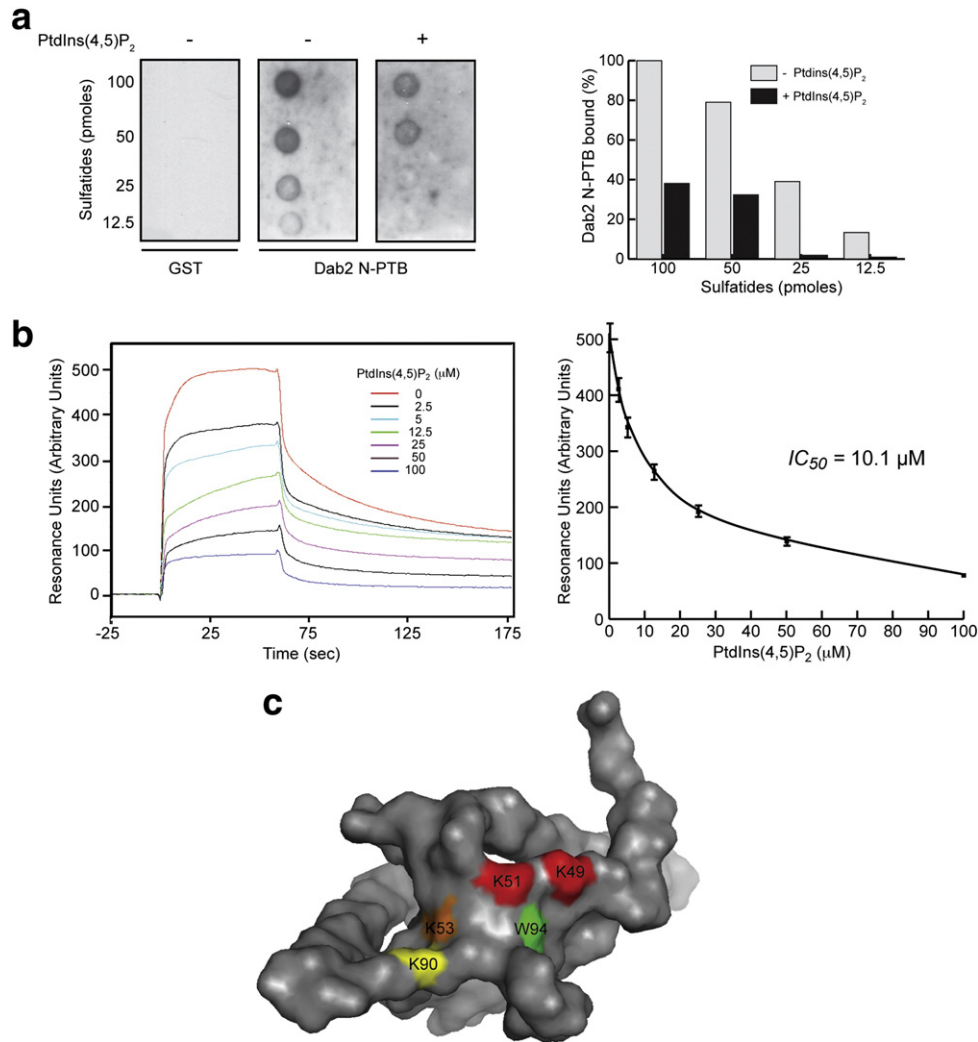 a
PtdIns(4,5)P2 - - +
Sulfatides (pmoles)
100
50
25
12.5
GST
Dab2 N-PTB
Dab2 N-PTB bound (%)
100
80
60
40
20
0
- Ptdins(4,5)P2
+ PtdIns(4,5)P2
100 50 25 12.5
Sulfatides (pmoles)
b
Resonance Units (Arbitrary Units)
500
400
300
200
100
0
PtdIns(4,5)P2 (µM)
0
2.5
5
12.5
25
50
100
-25 25 75 125 175
Time (sec)
Resonance Units (Arbitrary Units)
500
400
300
200
100
0
IC50 = 10.1 µM
0 10 20 30 40 50 60 70 80 90 100
PtdIns(4,5)P2 (µM)
c
K51 K49
K53 W94
K90